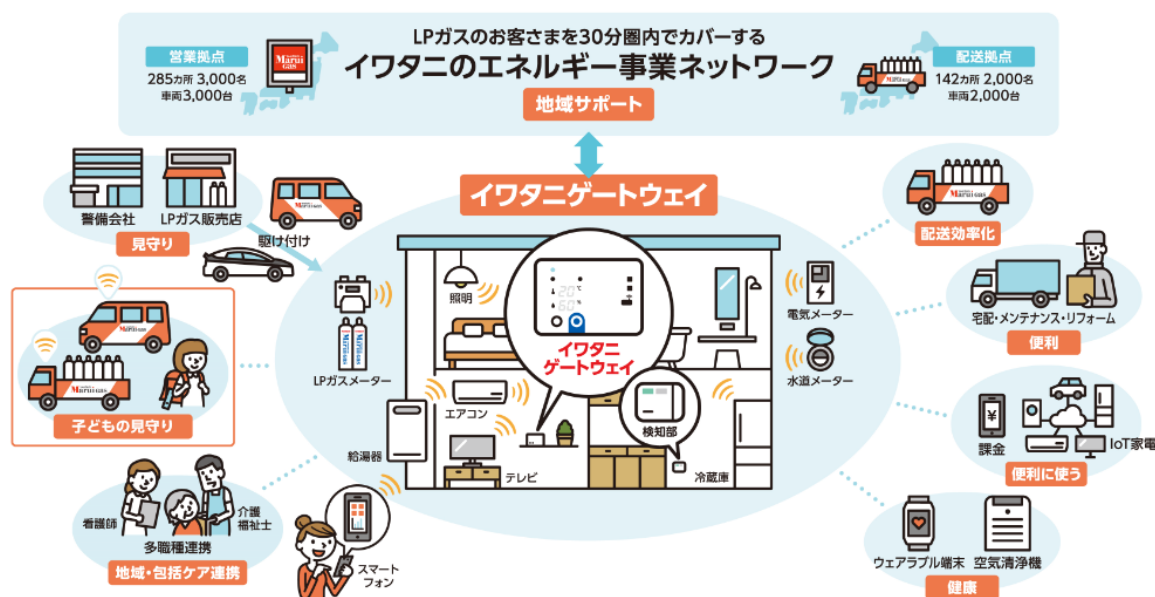 LPガスのお客さまを30分圏内でカバーする
イワタニのエネルギー事業ネットワーク
地域サポート
営業拠点
285カ所 3,000名
車両3,000台
Marui
GAS
配送拠点
142カ所 2,000名
車両2,000台
イワタニゲートウェイ
警備会社
LPガス販売店
見守り
駆け付け
子どもの見守り
看護師
介護
福祉士
多職種連携
地域・包括ケア連携
スマート
フォン
LPガスメーター
給湯器
照明
エアコン
テレビ
20
℃
60
%
イワタニ
ゲートウェイ
検知部
冷蔵庫
電気メーター
水道メーター
配送効率化
宅配・メンテナンス・リフォーム
便利
¥
課金
IoT家電
便利に使う
ウェアラブル端末
空気清浄機
健康